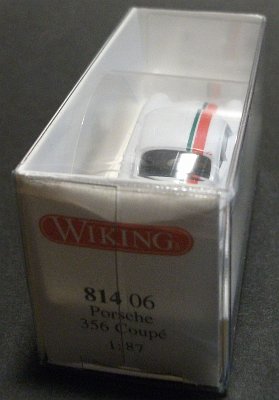 WIKING®
814 06
Porsche
356 Coupé
1:87